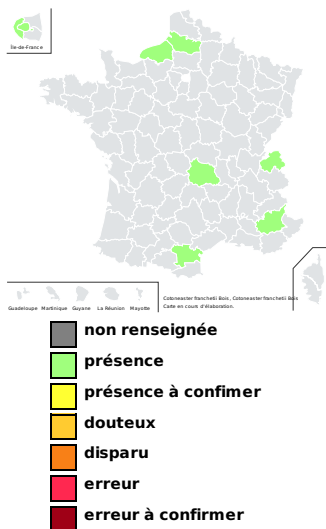 Île-de-France
Guadeloupe Martinique Guyane La Réunion Mayotte
Cotoneaster franchetii Bois, Cotoneaster franchetii Bois
Carte en cours d'élaboration.
non renseignée
présence
présence à confimer
douteux
disparu
erreur
erreur à confirmer